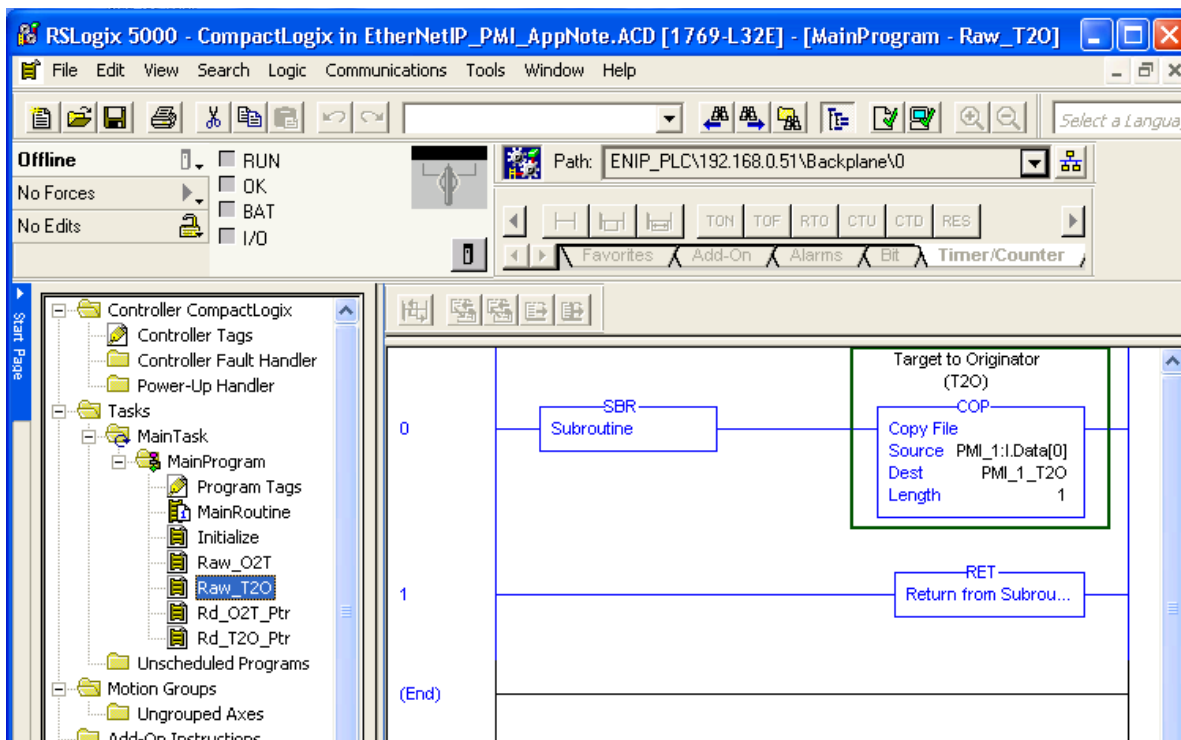 RSLogix 5000 - CompactLogix in EtherNetIP_PMI_AppNote.ACD [1769-L32E] - [MainProgram - Raw_T2O]
File Edit View Search Logic Communications Tools Window Help
Select a Langua
Offline
RUN
Path: ENIP_PLC\192.168.0.51\Backplane\0
No Forces
OK
BAT
No Edits
I/O
TON TOF RTO CTU CTD RES
Favorites Add-On Alarms Bit Timer/Counter
Start Page
Controller CompactLogix
Controller Tags
Controller Fault Handler
Power-Up Handler
Tasks
MainTask
MainProgram
Program Tags
MainRoutine
Initialize
Raw_O2T
Raw_T2O
Rd_O2T_Ptr
Rd_T2O_Ptr
Unscheduled Programs
Motion Groups
Ungrouped Axes
Add-On Instructions
Target to Originator
(T2O)
0
SBR
Subroutine
COP
Copy File
Source PMI_1:I.Data[0]
Dest PMI_1_T2O
Length 1
1
RET
Return from Subrou...
(End)